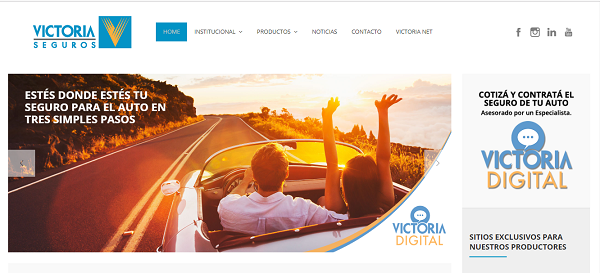 VICTORIA
SEGUROS
HOME INSTITUCIONAL PRODUCTOS NOTICIAS CONTACTO VICTORIA NET
ESTÉS DONDE ESTÉS TU
SEGURO PARA EL AUTO EN
TRES SIMPLES PASOS
VICTORIA
DIGITAL
COTIZÁ Y CONTRATÁ EL
SEGURO DE TU AUTO
Asesorado por un Especialista.
VICTORIA
DIGITAL
SITIOS EXCLUSIVOS PARA
NUESTROS PRODUCTORES